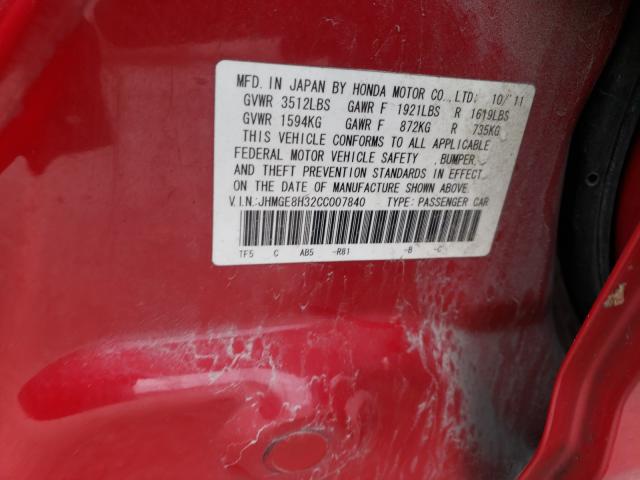 MFD. IN JAPAN BY HONDA MOTOR CO., LTD. 10/'11
GVWR 3512LBS GAWR F 1921LBS R 1619LBS
GVWR 1594KG GAWR F 872KG R 735KG
THIS VEHICLE CONFORMS TO ALL APPLICABLE
FEDERAL MOTOR VEHICLE SAFETY , BUMPER ,
AND THEFT PREVENTION STANDARDS IN EFFECT
ON THE DATE OF MANUFACTURE SHOWN ABOVE.
V.I.N.:JHMGE8H32CC007840 TYPE: PASSENGER CAR
TF5 C AB5 -R81 -B -C